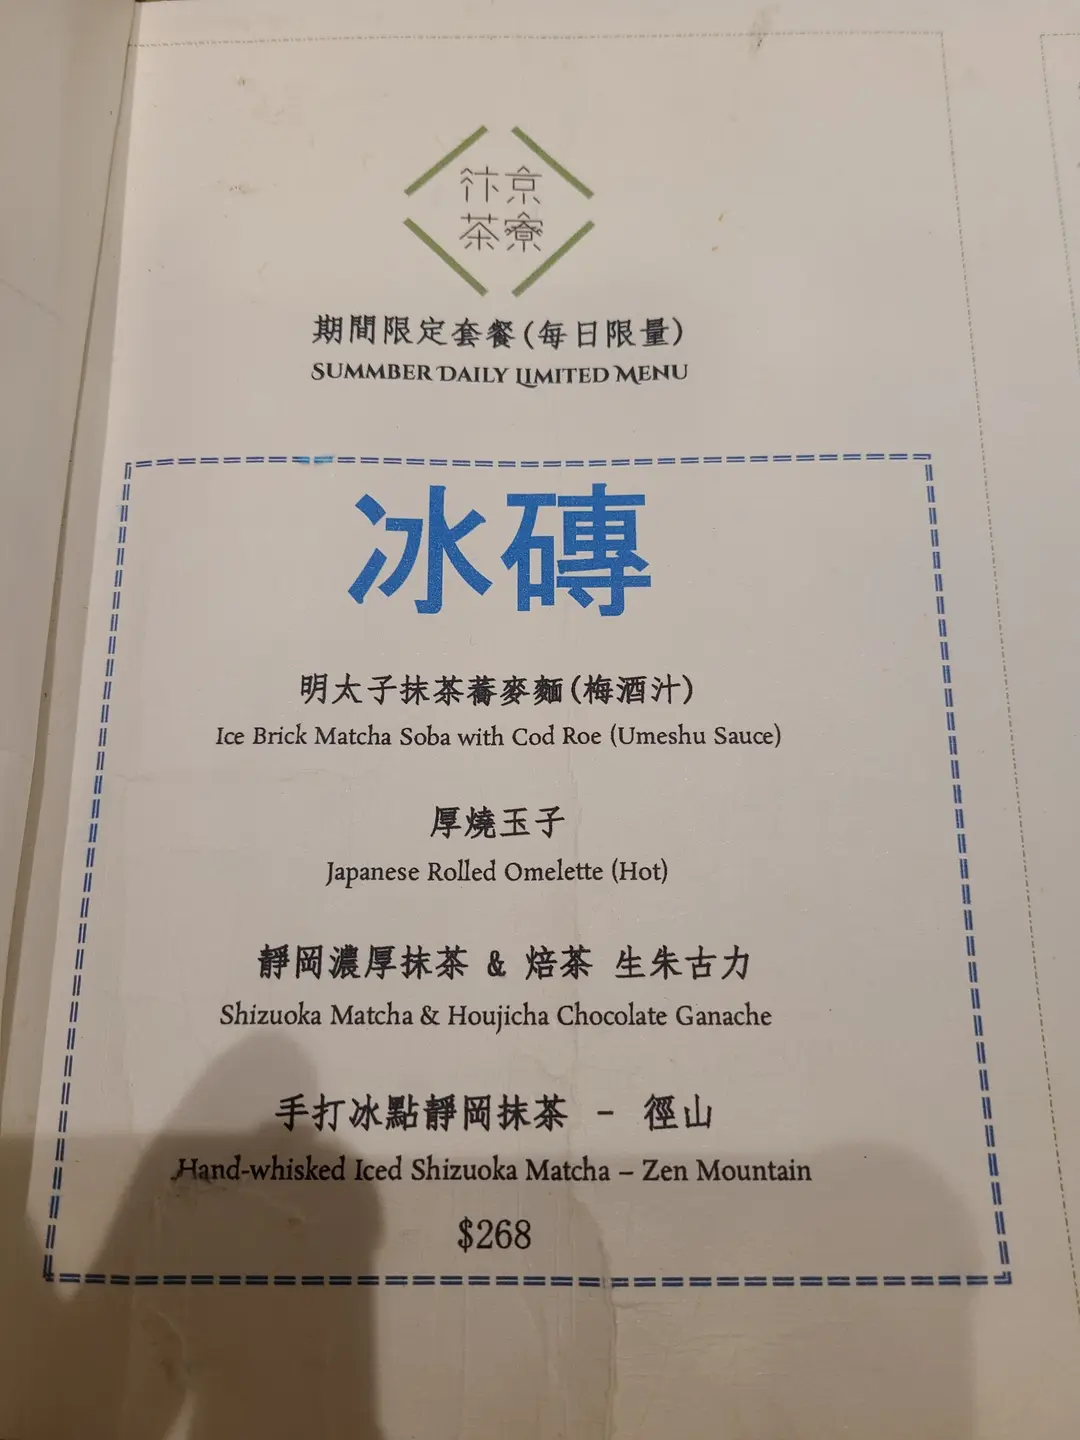 汴京
茶寮
期間限定套餐(每日限量)
SUMMBER DAILY LIMITED MENU
冰磚
明太子抹茶蕎麥麵(梅酒汁)
Ice Brick Matcha Soba with Cod Roe (Umeshu Sauce)
厚燒玉子
Japanese Rolled Omelette (Hot)
靜岡濃厚抹茶 & 焙茶 生朱古力
Shizuoka Matcha & Houjicha Chocolate Ganache
手打冰點靜岡抹茶 - 徑山
Hand-whisked Iced Shizuoka Matcha – Zen Mountain
$268